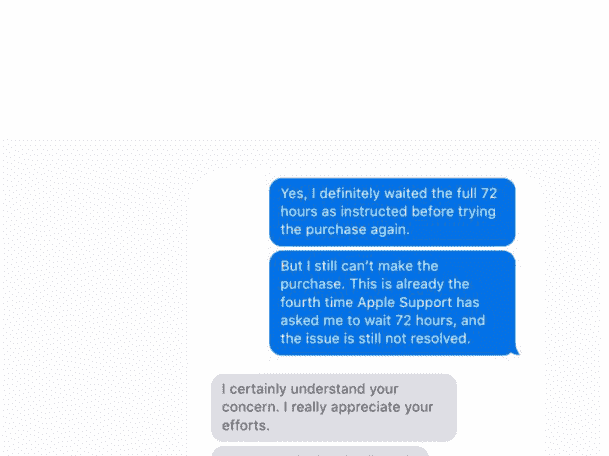 Yes, I definitely waited the full 72
hours as instructed before trying
the purchase again.
But I still can't make the
purchase. This is already the
fourth time Apple Support has
asked me to wait 72 hours, and
the issue is still not resolved.
I certainly understand your
concern. I really appreciate your
efforts.